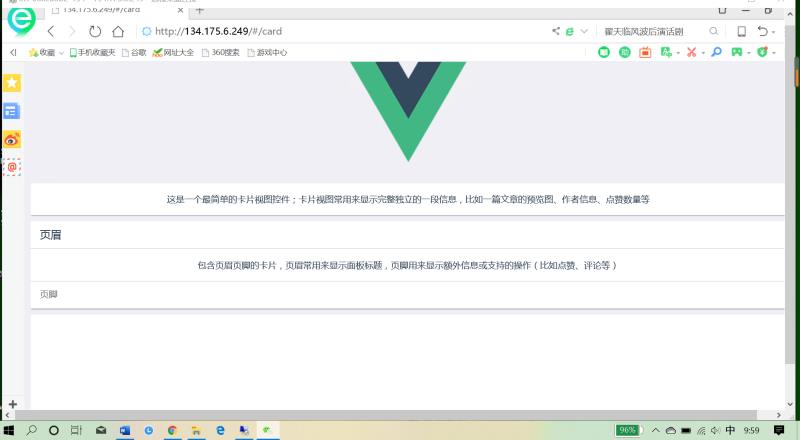 134.175.6.249/#/card
http://134.175.6.249/#/card
翟天临风波后演话剧
收藏
手机收藏夹
谷歌
网址大全
360搜索
游戏中心
这是一个最简单的卡片视图控件；卡片视图常用来显示完整独立的一段信息，比如一篇文章的预览图、作者信息、点赞数量等
页眉
包含页眉页脚的卡片，页眉常用来显示面板标题，页脚用来显示额外信息或支持的操作（比如点赞、评论等）
页脚
96%
中
9:59